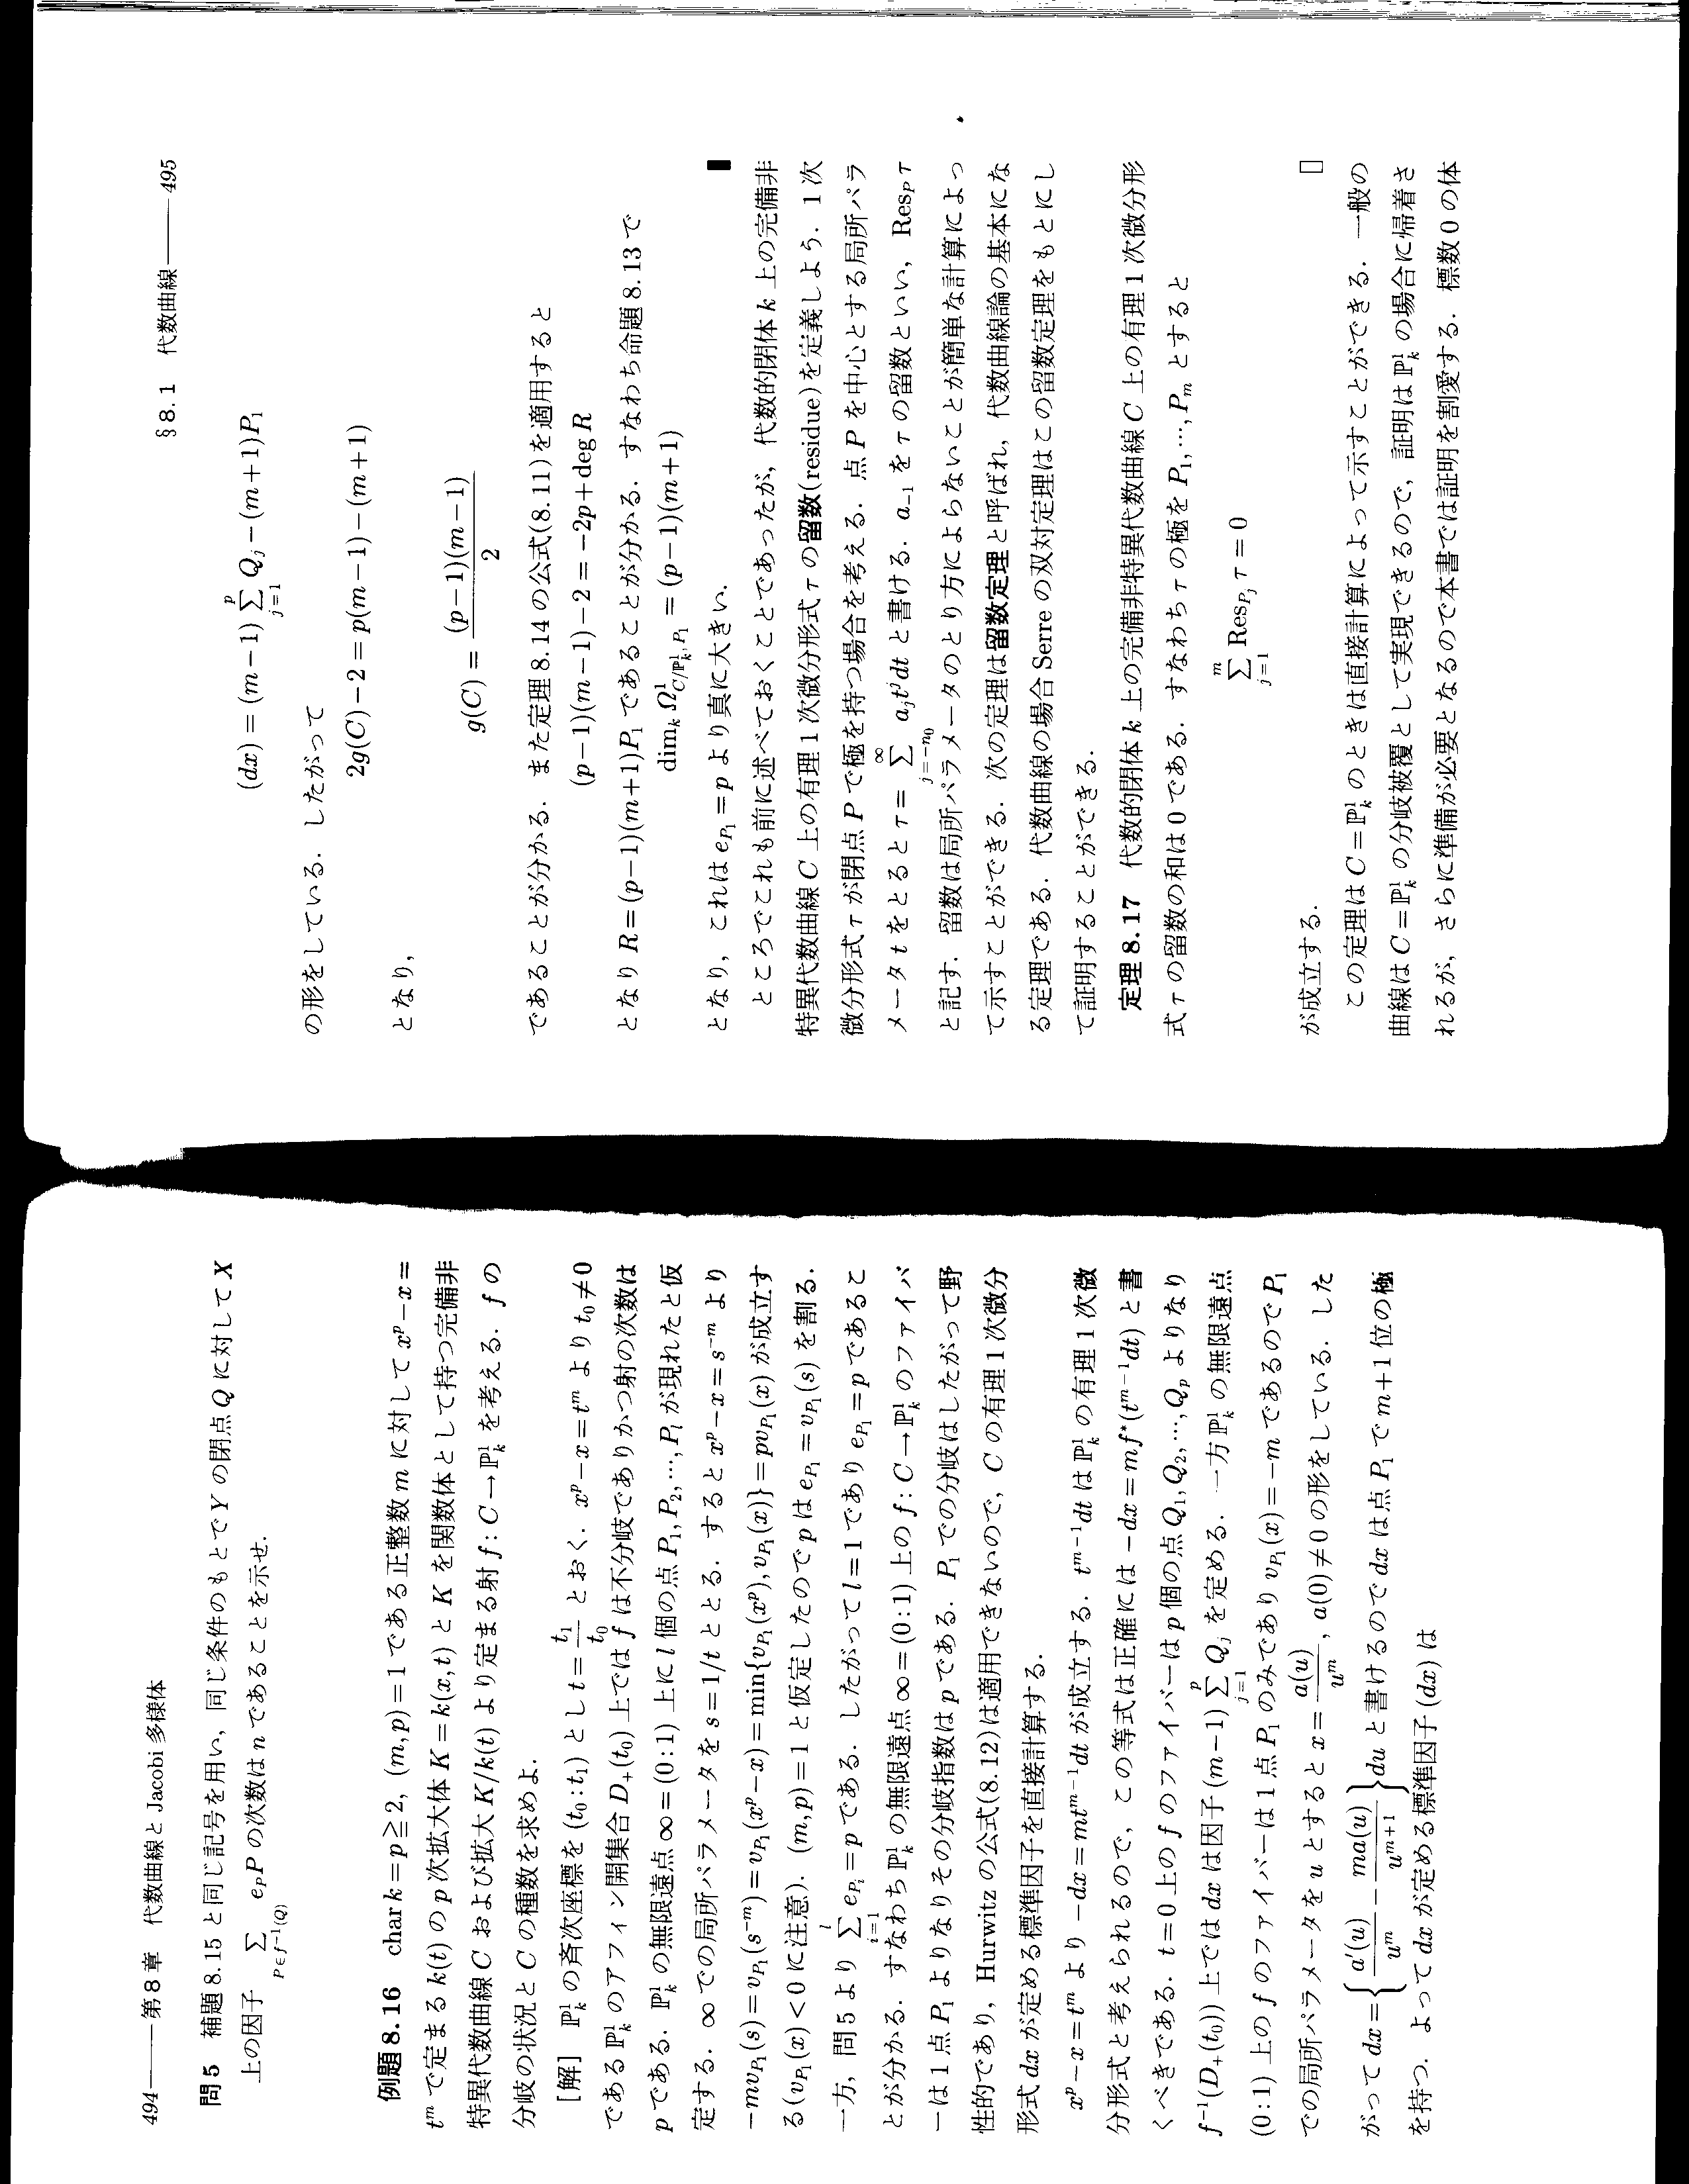 494——第8章 代数曲線と Jacobi 多様体
問5 補題8.15と同じ記号を用い，同じ条件のもとでYの閉点Qに対してX
上の因子 $\sum_{P \in f^{-1}(Q)} e_P P$ の次数はnであることを示せ．
例題 8.16 char k = p ≧ 2, (m, p) = 1 である正整数 m に対して $x^p - x =$
$t^m$ で定まる k(t) の p 次拡大体 K = k(x, t) と K を関数体として持つ完備非
特異代数曲線 C および拡大 K/k(t) より定まる射 $f: C \to \mathbb{P}^1_k$ を考える．f の
分岐の状況と C の種数を求めよ．
[解] $\mathbb{P}^1_k$ の斉次座標を $(t_0 : t_1)$ とし $t = \frac{t_1}{t_0}$ とおく．$x^p - x = t^m$ より $t_0 \neq 0$
である $\mathbb{P}^1_k$ のアフィン開集合 $D_+(t_0)$ 上では f は不分岐でありかつ射の次数は
p である．$\mathbb{P}^1_k$ の無限遠点 ∞ = (0:1) 上に l 個の点 $P_1, P_2, \cdots, P_l$ が現れたと仮
定する．∞ での局所パラメータを s = 1/t ととる．すると $x^p - x = s^{-m}$ より
$-m v_{P_1}(s) = v_{P_1}(s^{-m}) = v_{P_1}(x^p - x) = \min\{v_{P_1}(x^p), v_{P_1}(x)\} = p v_{P_1}(x)$ が成立す
る($v_{P_1}(x) < 0$ に注意)．(m, p) = 1 と仮定したので p は $e_{P_1} = v_{P_1}(s)$ を割る．
一方，問5より $\sum_{i=1}^{l} e_{P_i} = p$ である．したがって l = 1 であり $e_{P_1} = p$ であるこ
とが分かる．すなわち $\mathbb{P}^1_k$ の無限遠点 ∞ = (0:1) 上の $f: C \to \mathbb{P}^1_k$ のファイバ
ーは1点 $P_1$ よりなりその分岐指数は p である．$P_1$ での分岐はしたがって野
性的であり，Hurwitz の公式(8.12)は適用できないので，C の有理1次微分
形式 dx が定める標準因子を直接計算する．
$x^p - x = t^m$ より $-dx = mt^{m-1}dt$ が成立する．$t^{m-1}dt$ は $\mathbb{P}^1_k$ の有理1次微
分形式と考えられるので，この等式は正確には $-dx = mf^*(t^{m-1}dt)$ と書
くべきである．t = 0 上の f のファイバーは p 個の点 $Q_1, Q_2, \cdots, Q_p$ よりなり
$f^{-1}(D_+(t_0))$ 上では dx は因子 $(m-1)\sum_{j=1}^{p} Q_j$ を定める．一方 $\mathbb{P}^1_k$ の無限遠点
(0:1) 上の f のファイバーは1点 $P_1$ のみであり $v_{P_1}(x) = -m$ であるので $P_1$
での局所パラメータを u とすると $x = \frac{a(u)}{u^m}$, $a(0) \neq 0$ の形をしている．した
がって $dx = \left\{\frac{a'(u)}{u^m} - \frac{ma(u)}{u^{m+1}}\right\}du$ と書けるので dx は点 $P_1$ で m+1 位の極
を持つ．よって dx が定める標準因子 (dx) は
§8.1 代数曲線——495
$(dx) = (m-1)\sum_{j=1}^{p} Q_j - (m+1)P_1$
の形をしている．したがって
$2g(C) - 2 = p(m-1) - (m+1)$
となり，
$g(C) = \frac{(p-1)(m-1)}{2}$
であることが分かる．また定理8.14の公式(8.11)を適用すると
$(p-1)(m-1) - 2 = -2p + \deg R$
となり $R = (p-1)(m+1)P_1$ であることが分かる．すなわち命題8.13で
$\dim_k \Omega^1_{C/\mathbb{P}^1_k, P_1} = (p-1)(m+1)$
となり，これは $e_{P_1} = p$ より真に大きい． ■
ところでこれも前に述べておくことであったが，代数的閉体 k 上の完備非
特異代数曲線 C 上の有理1次微分形式 τ の留数(residue)を定義しよう．1次
微分形式 τ が閉点 P で極を持つ場合を考える．点 P を中心とする局所パラ
メータ t をとると $\tau = \sum_{j=-n_0}^{\infty} a_j t^j dt$ と書ける．$a_{-1}$ を τ の留数といい，$\mathrm{Res}_P \tau$
と記す．留数は局所パラメータのとり方によらないことが簡単な計算によっ
て示すことができる．次の定理は留数定理と呼ばれ，代数曲線論の基本にな
る定理である．代数曲線の場合 Serre の双対定理はこの留数定理をもとにし
て証明することができる．
定理 8.17 代数的閉体 k 上の完備非特異代数曲線 C 上の有理1次微分形
式 τ の留数の和は0である．すなわち τ の極を $P_1, \cdots, P_m$ とすると
$\sum_{j=1}^{m} \mathrm{Res}_{P_j} \tau = 0$
が成立する． □
この定理は $C = \mathbb{P}^1_k$ のときは直接計算によって示すことができる．一般の
曲線は $C = \mathbb{P}^1_k$ の分岐被覆として実現できるので，証明は $\mathbb{P}^1_k$ の場合に帰着さ
れるが，さらに準備が必要となるので本書では証明を割愛する．標数0の体